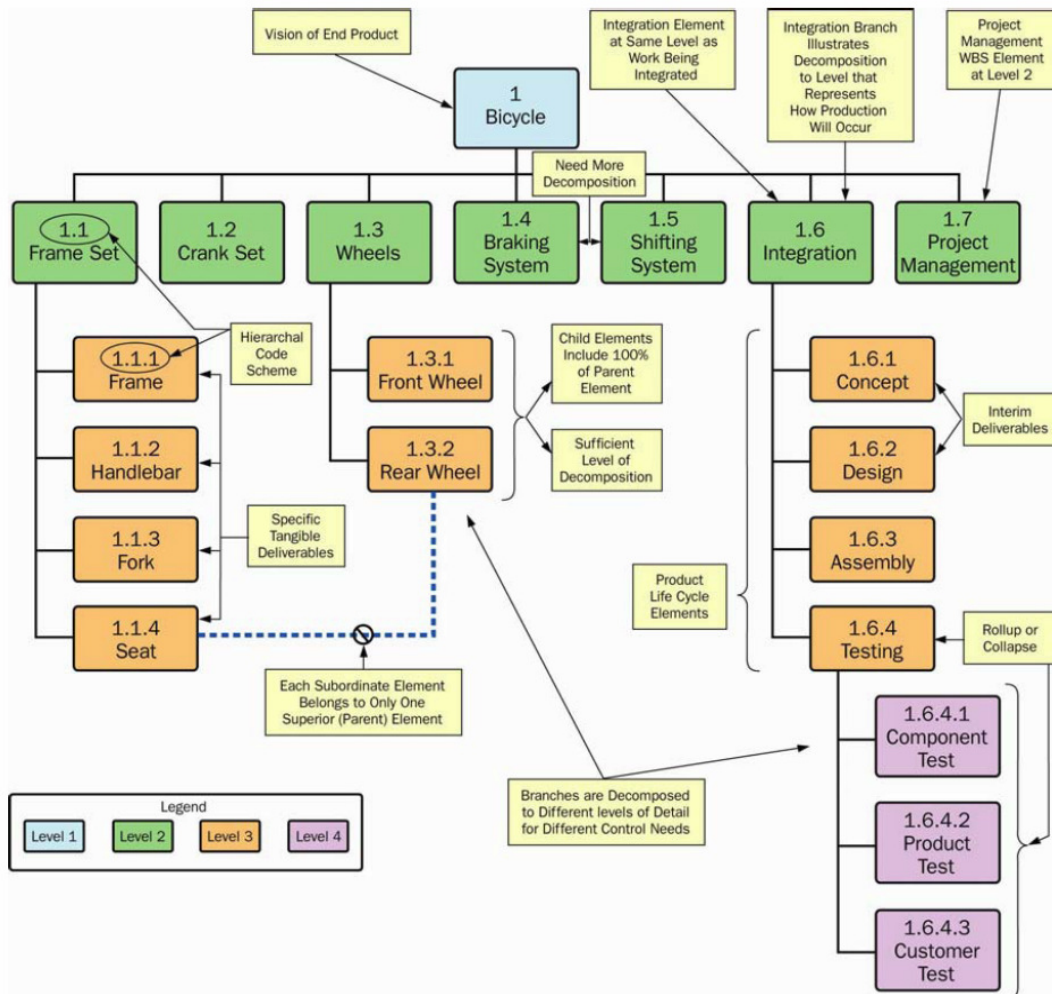 Vision of End Product
Integration Element
at Same Level as
Work Being
Integrated
Integration Branch
Illustrates
Decomposition
to Level that
Represents
How Production
Will Occur
Project
Management
WBS Element
at Level 2
1
Bicycle
Need More
Decomposition
1.1
Frame Set
1.2
Crank Set
1.3
Wheels
1.4
Braking
System
1.5
Shifting
System
1.6
Integration
1.7
Project
Management
Hierarchal
Code
Scheme
1.1.1
Frame
1.1.2
Handlebar
1.1.3
Fork
1.1.4
Seat
Specific
Tangible
Deliverables
1.3.1
Front Wheel
1.3.2
Rear Wheel
Child Elements
Include 100%
of Parent
Element
Sufficient
Level of
Decomposition
Each Subordinate Element
Belongs to Only One
Superior (Parent) Element
1.6.1
Concept
1.6.2
Design
1.6.3
Assembly
1.6.4
Testing
Interim
Deliverables
Product
Life Cycle
Elements
Rollup or
Collapse
1.6.4.1
Component
Test
1.6.4.2
Product
Test
1.6.4.3
Customer
Test
Branches are Decomposed
to Different levels of Detail
for Different Control Needs
Legend
Level 1
Level 2
Level 3
Level 4